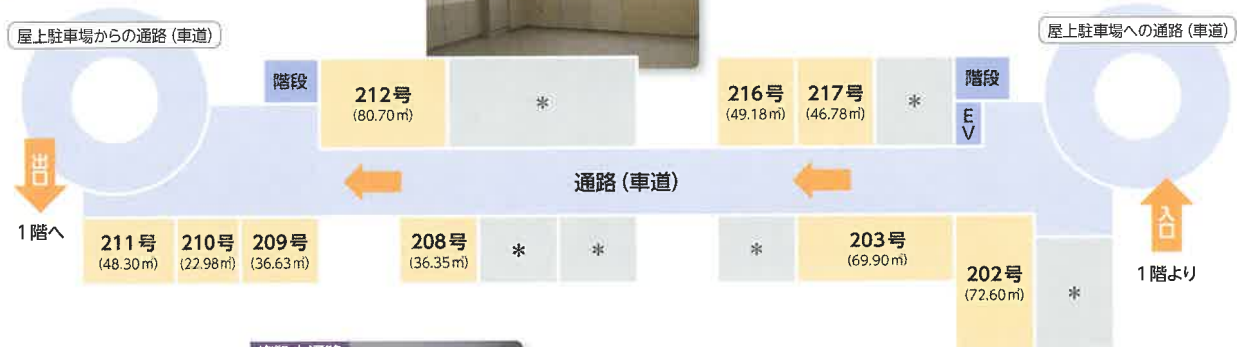 屋上駐車場からの通路（車道）
屋上駐車場への通路（車道）
階段
212号
(80.70㎡)
*
216号
(49.18㎡)
217号
(46.78㎡)
*
階段
EV
出口
1階へ
通路（車道）
入口
1階より
211号
(48.30㎡)
210号
(22.98㎡)
209号
(36.63㎡)
208号
(36.35㎡)
*
*
*
203号
(69.90㎡)
202号
(72.60㎡)
*